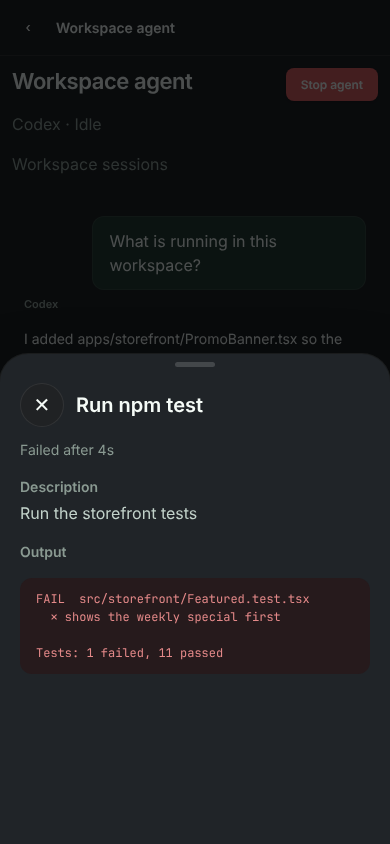 Workspace agent
Workspace agent
Stop agent
Codex · Idle
Workspace sessions
What is running in this
workspace?
Codex
I added apps/storefront/PromoBanner.tsx so the
Run npm test
Failed after 4s
Description
Run the storefront tests
Output
FAIL  src/storefront/Featured.test.tsx
× shows the weekly special first
Tests: 1 failed, 11 passed